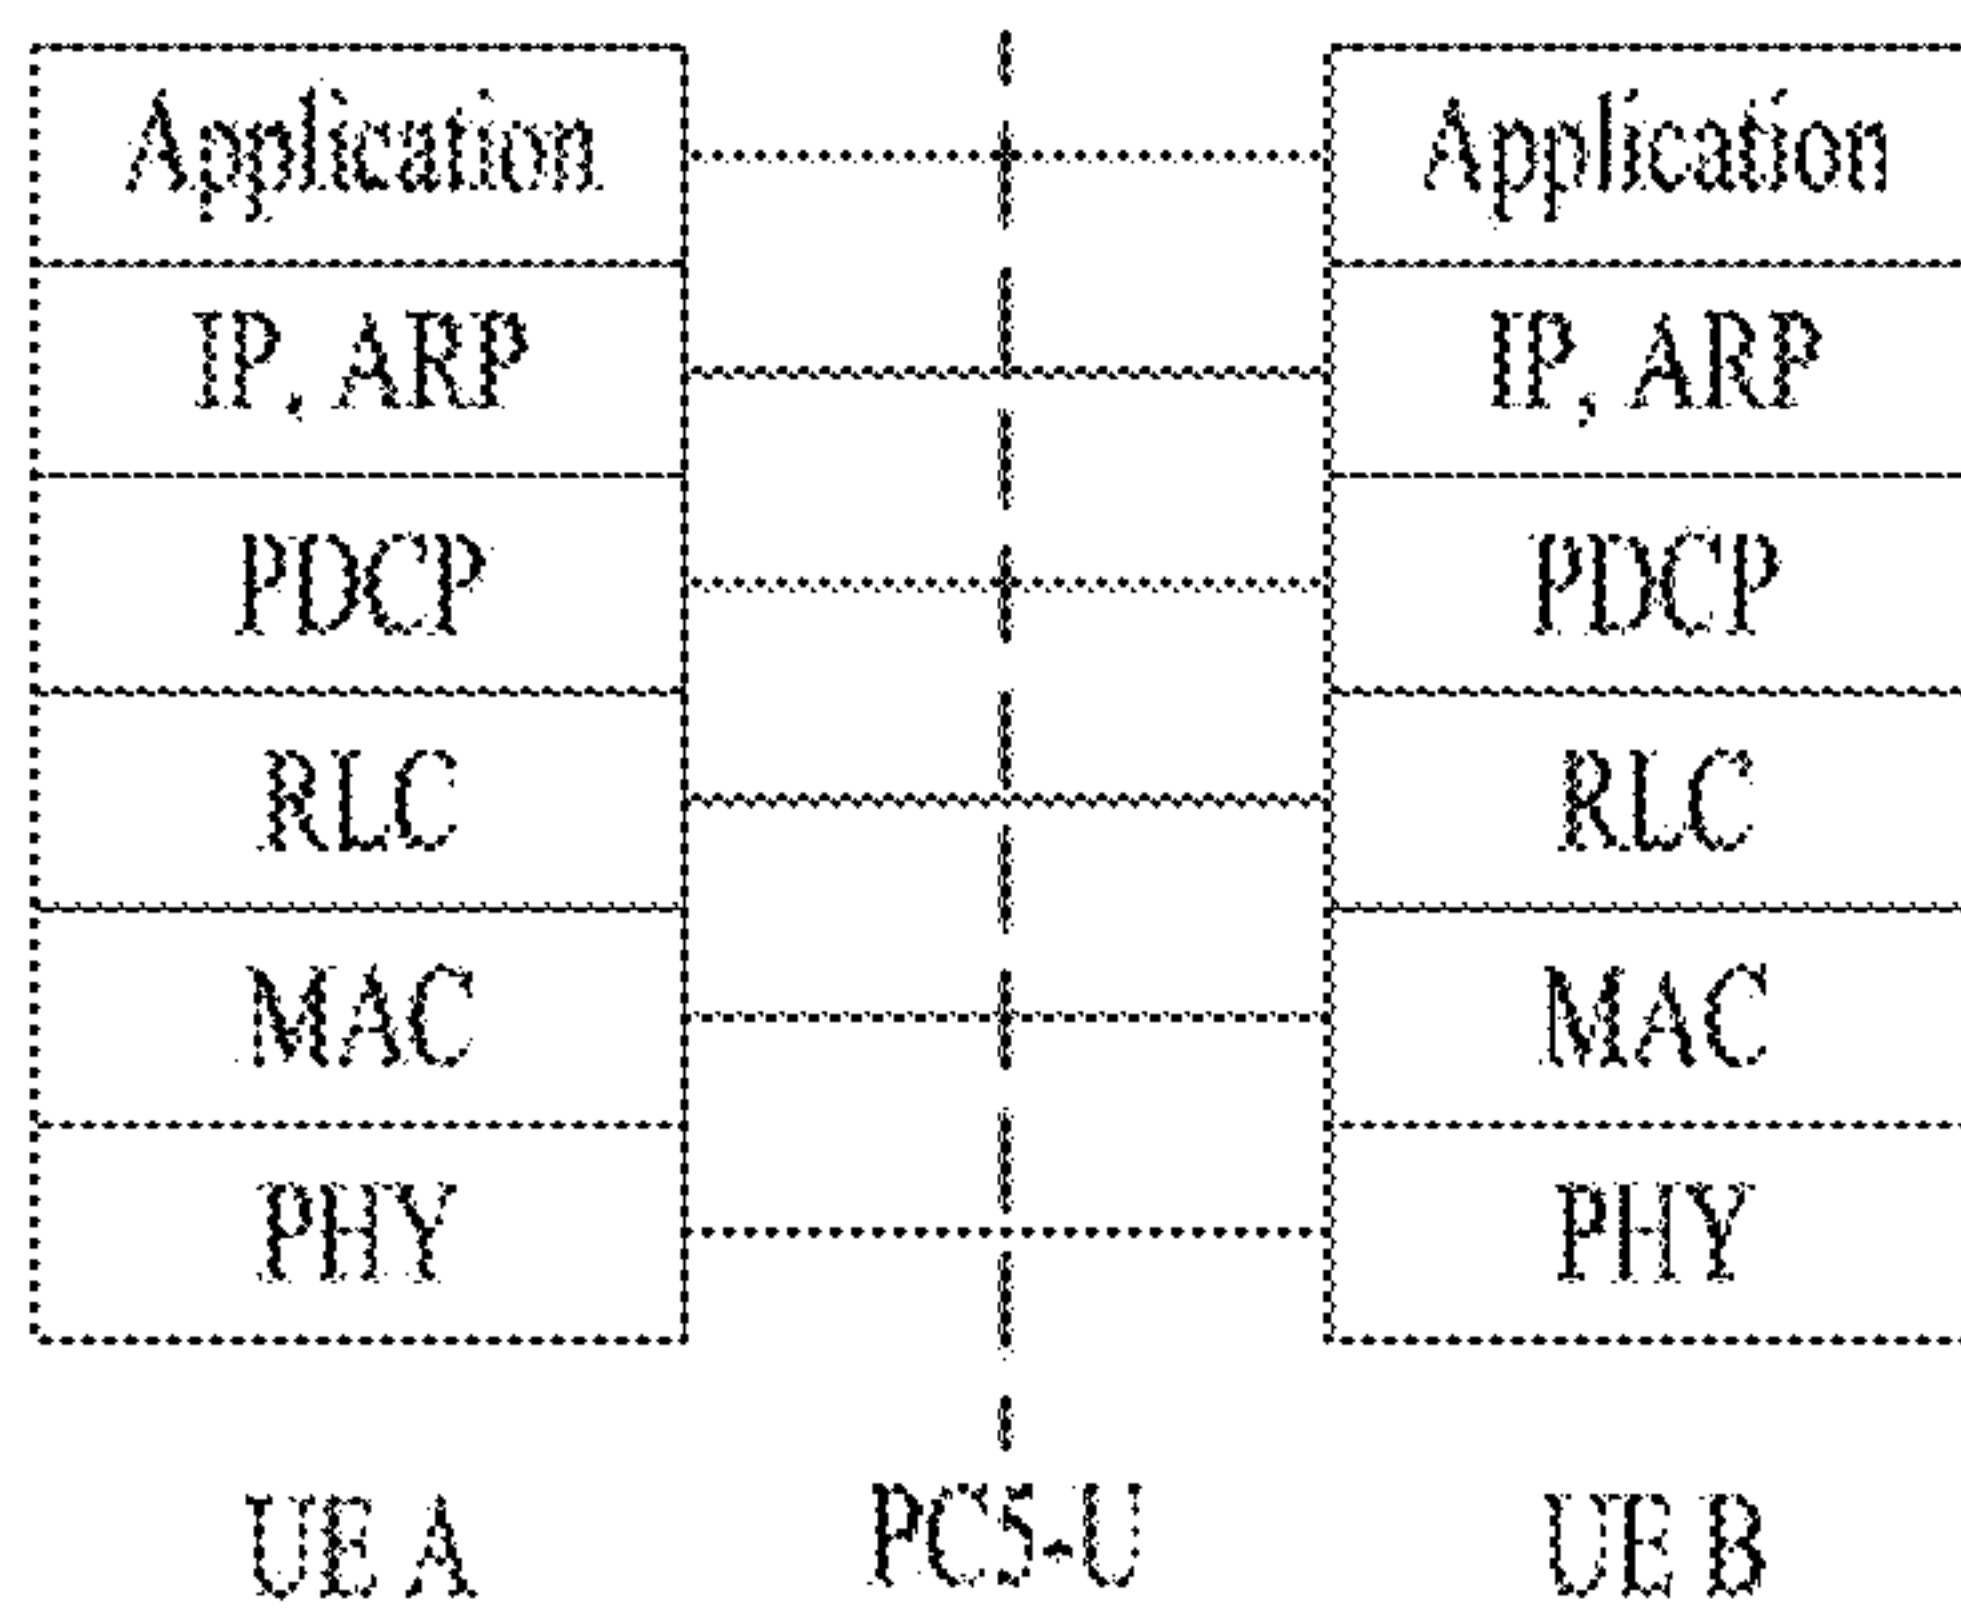 Application Application
IP, ARP IP, ARP
PDCP PDCP
RLC RLC
MAC MAC
PHY PHY
UE A PC5-U UE B